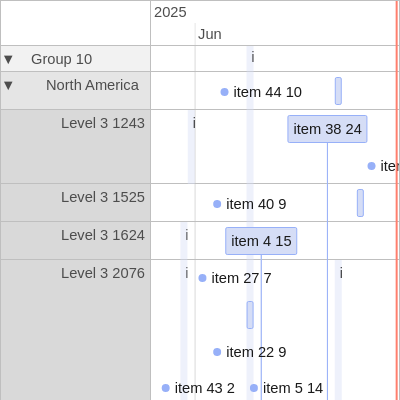 2025
Jun
▼ Group 10 i
▼ North America item 44 10
Level 3 1243 i item 38 24
item
Level 3 1525 item 40 9
Level 3 1624 i item 4 15
Level 3 2076 i item 27 7 i
item 22 9
item 43 2 item 5 14